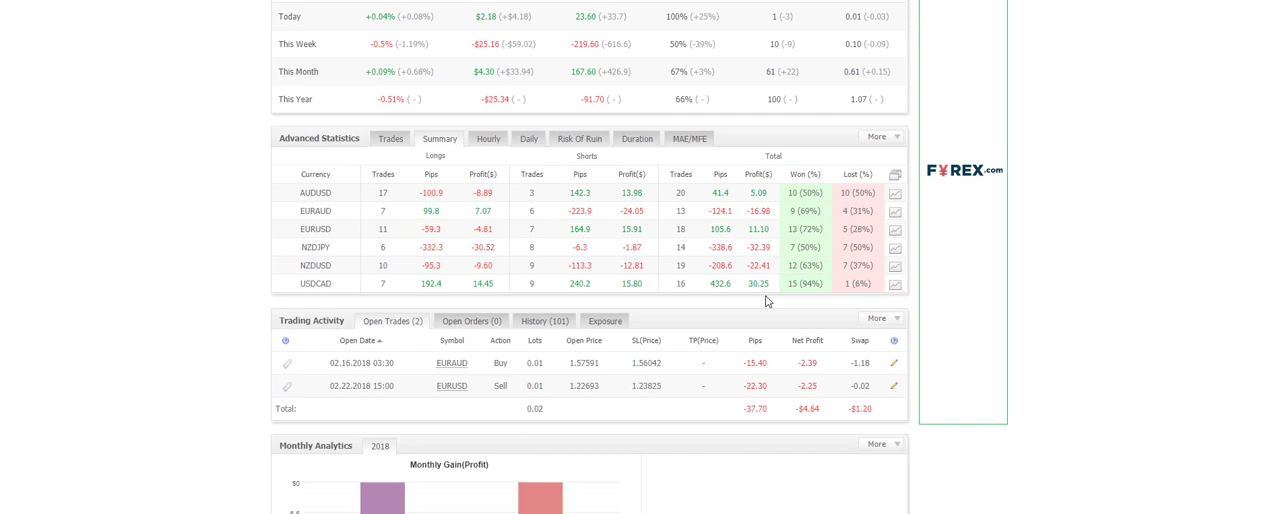 Today +0.04% (+0.08%) $2.18 (+$4.18) 23.60 (+33.7) 100% (+25%) 1 (-3) 0.01 (-0.03)
This Week -0.5% (-1.19%) -$25.16 (-$59.02) -219.60 (-616.6) 50% (-39%) 10 (-9) 0.10 (-0.09)
This Month +0.09% (+0.68%) $4.30 (+$33.94) 167.60 (+426.9) 67% (+3%) 61 (+22) 0.61 (+0.15)
This Year -0.51% ( - ) -$25.34 ( - ) -91.70 ( - ) 66% ( - ) 100 ( - ) 1.07 ( - )
Advanced Statistics Trades Summary Hourly Daily Risk Of Ruin Duration MAE/MFE More
Longs Shorts Total
Currency Trades Pips Profit($) Trades Pips Profit($) Trades Pips Profit($) Won (%) Lost (%)
AUDUSD 17 -100.9 -8.89 3 142.3 13.98 20 41.4 5.09 10 (50%) 10 (50%)
EURAUD 7 99.8 7.07 6 -223.9 -24.05 13 -124.1 -16.98 9 (69%) 4 (31%)
EURUSD 11 -59.3 -4.81 7 164.9 15.91 18 105.6 11.10 13 (72%) 5 (28%)
NZDJPY 6 -332.3 -30.52 8 -6.3 -1.87 14 -338.6 -32.39 7 (50%) 7 (50%)
NZDUSD 10 -95.3 -9.60 9 -113.3 -12.81 19 -208.6 -22.41 12 (63%) 7 (37%)
USDCAD 7 192.4 14.45 9 240.2 15.80 16 432.6 30.25 15 (94%) 1 (6%)
Trading Activity Open Trades (2) Open Orders (0) History (101) Exposure More
Open Date Symbol Action Lots Open Price SL(Price) TP(Price) Pips Net Profit Swap
02.16.2018 03:30 EURAUD Buy 0.01 1.57591 1.56042 - -15.40 -2.39 -1.18
02.22.2018 15:00 EURUSD Sell 0.01 1.22693 1.23825 - -22.30 -2.25 -0.02
Total: 0.02 -37.70 -$4.64 -$1.20
Monthly Analytics 2018 More
Monthly Gain(Profit)
$0
F¥REX.com